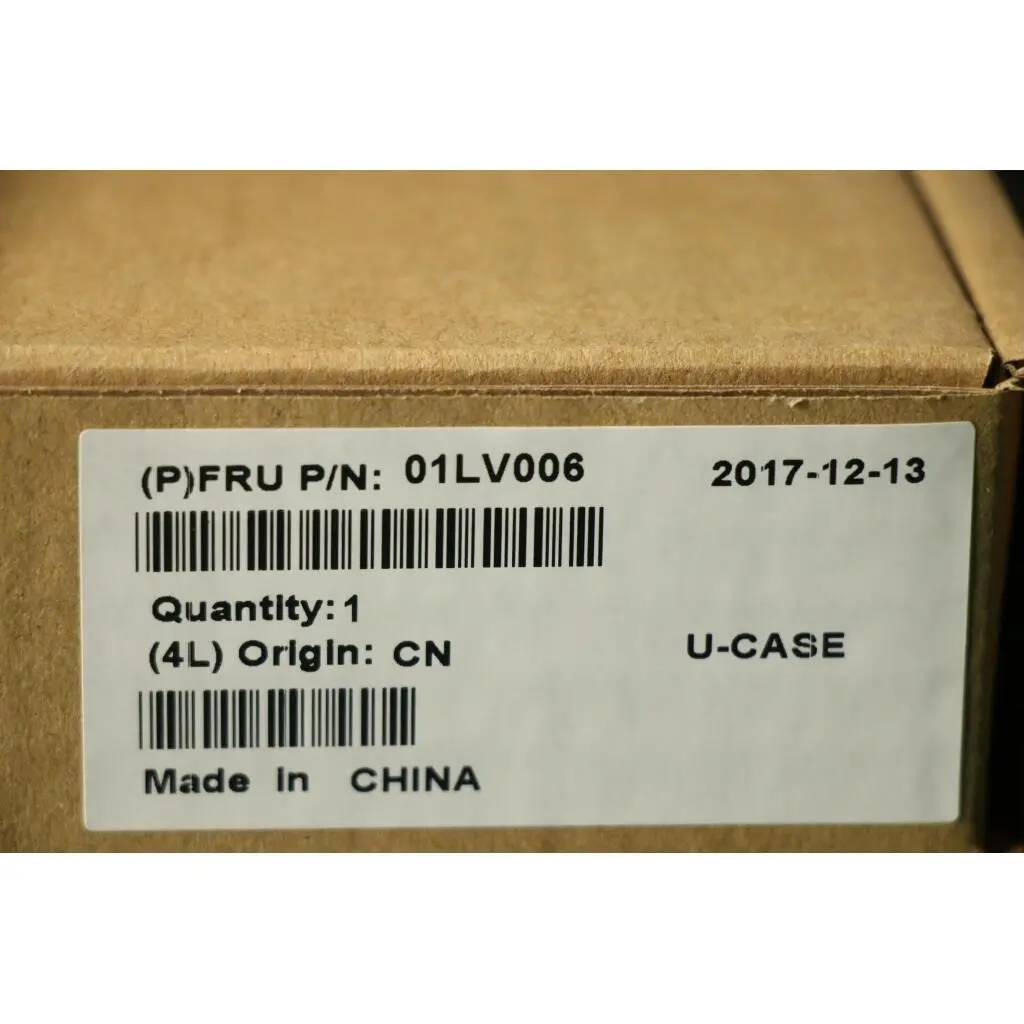 (P)FRU P/N: 01LV006 2017-12-13
Quantity: 1
(4L) Origin: CN U-CASE
Made In CHINA